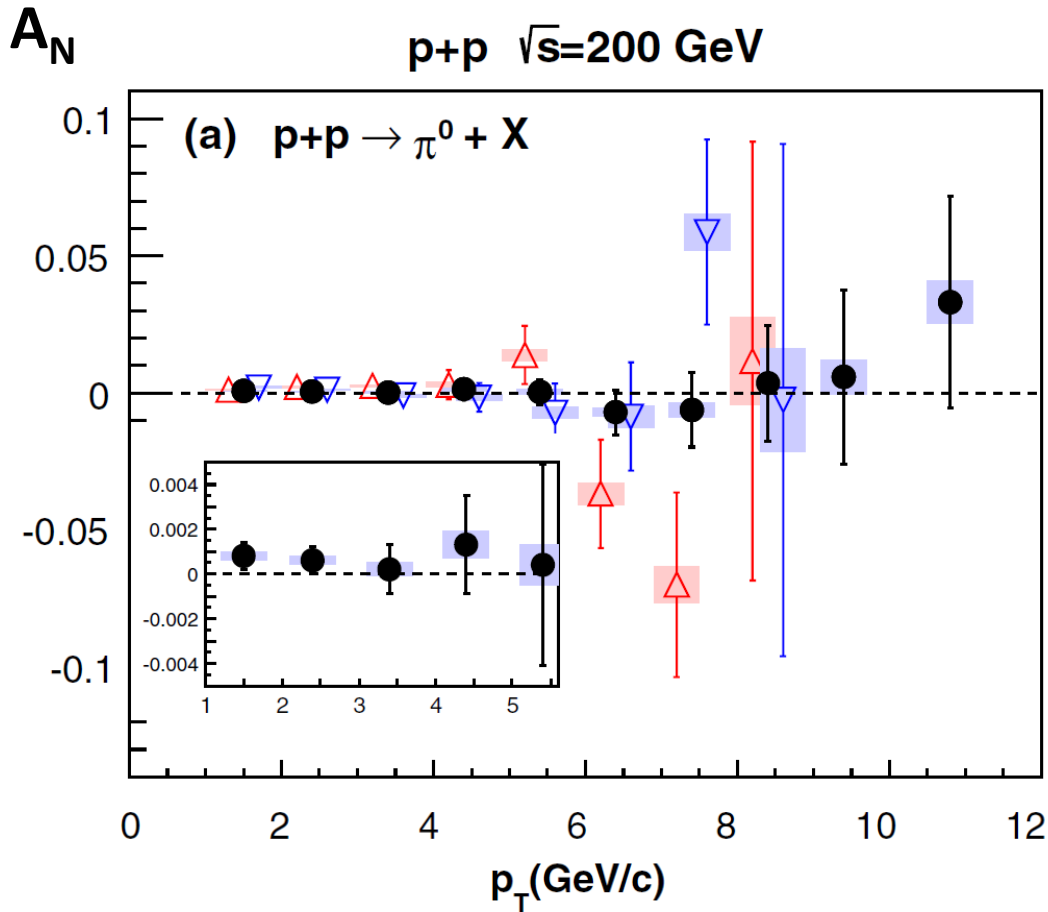 A_N
p+p √s=200 GeV
(a) p+p → π⁰ + X
0.1
0.05
0
-0.05
-0.1
0.004
0.002
0
-0.002
-0.004
1 2 3 4 5
0 2 4 6 8 10 12
p_T(GeV/c)